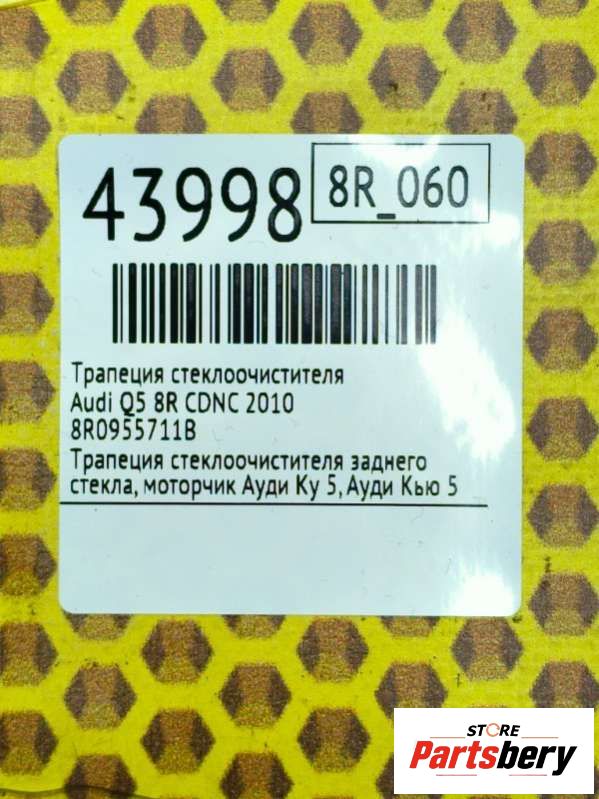 43998
8R_060
Трапеция стеклоочистителя
Audi Q5 8R CDNC 2010
8R0955711B
Трапеция стеклоочистителя заднего
стекла, моторчик Ауди Ку 5, Ауди Кью 5
STORE
Partsbery